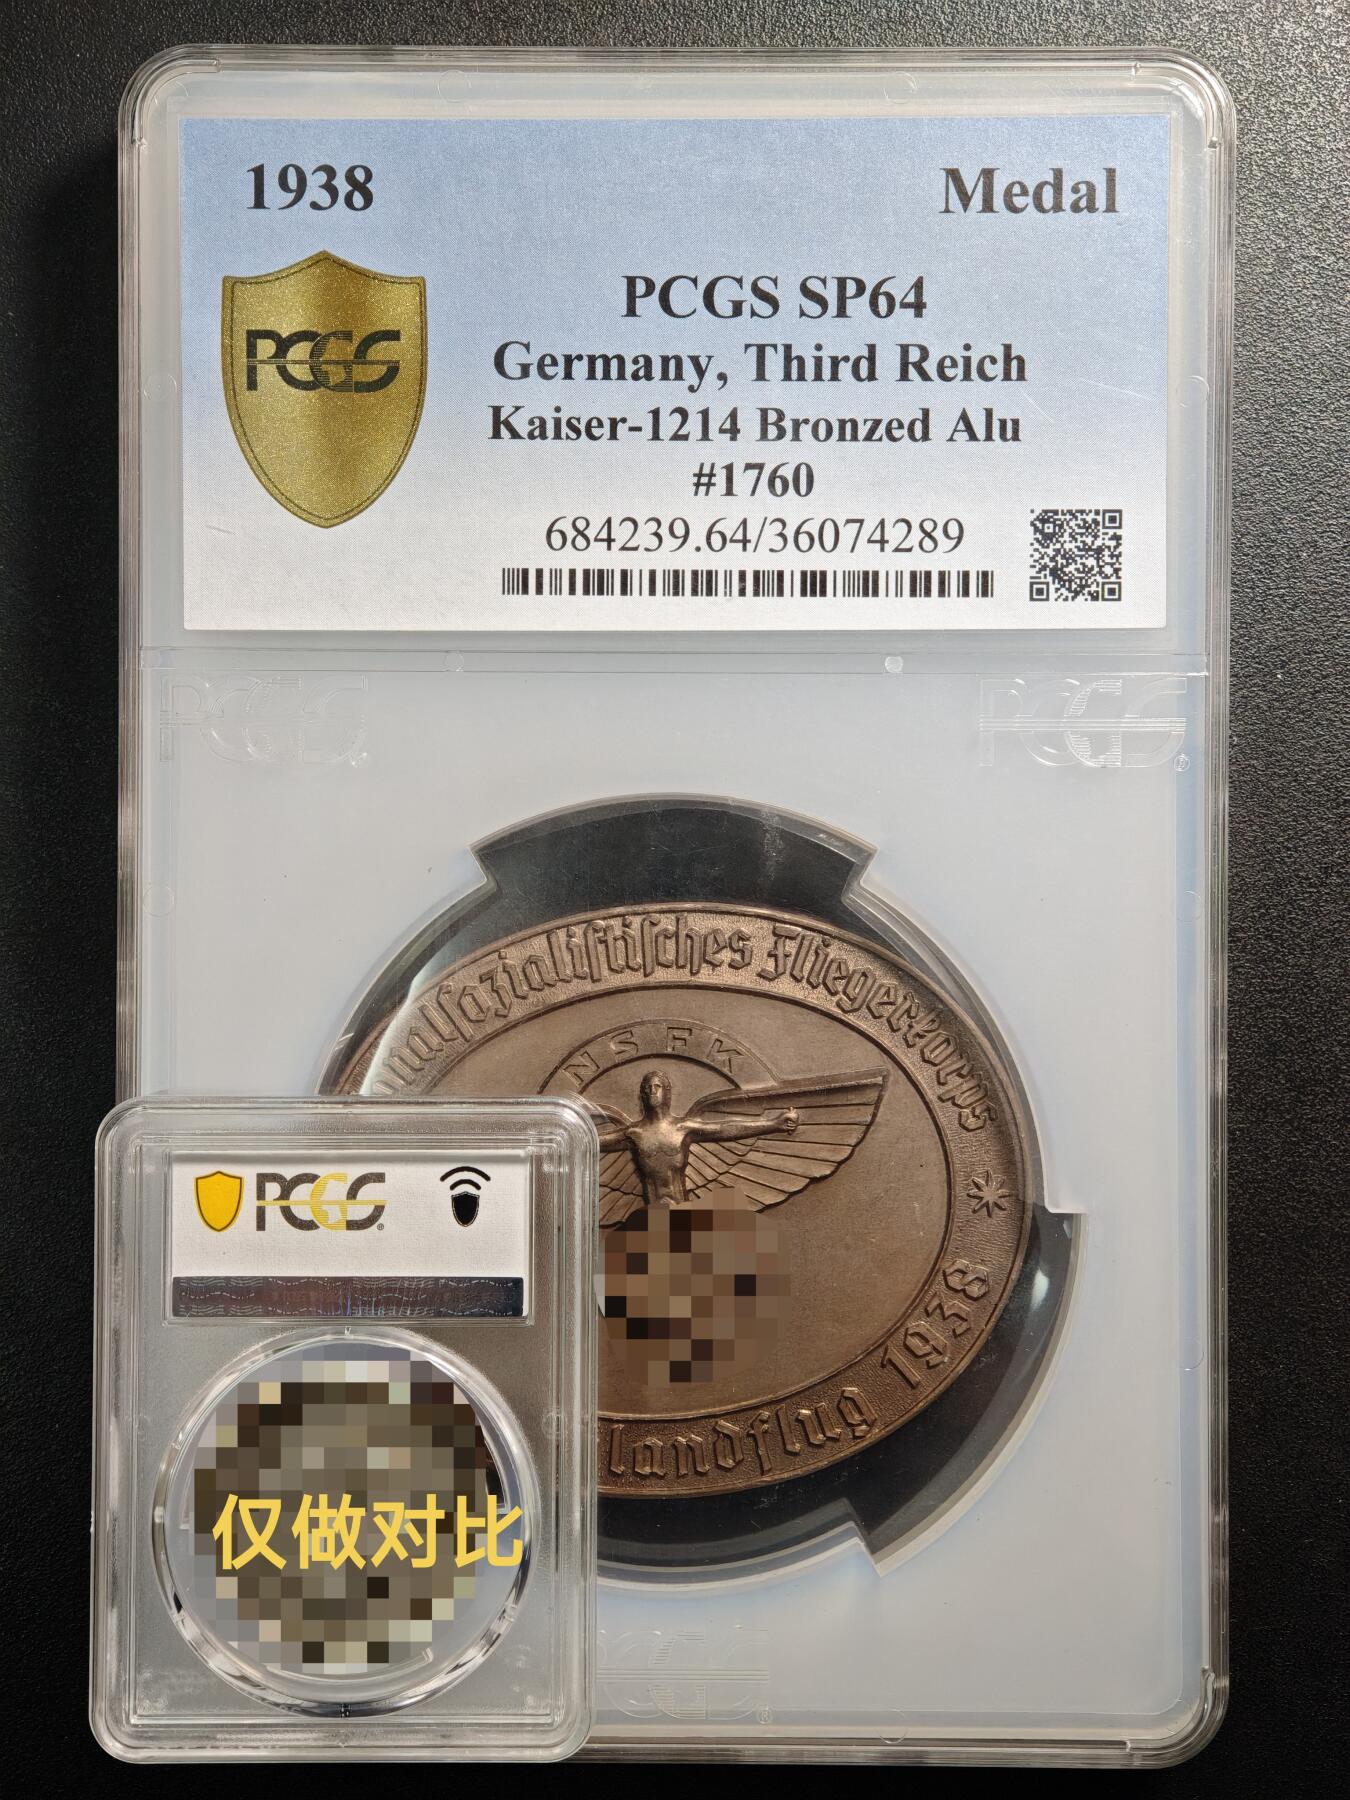 1938
Medal
PCGS
PCGS SP64
Germany, Third Reich
Kaiser-1214 Bronzed Alu
#1760
684239.64/36074289
PCGS
PCGS
nalsozialistisches Fliegerkorps
NSFK
landflug 1938
PCGS
仅做对比
PCGS